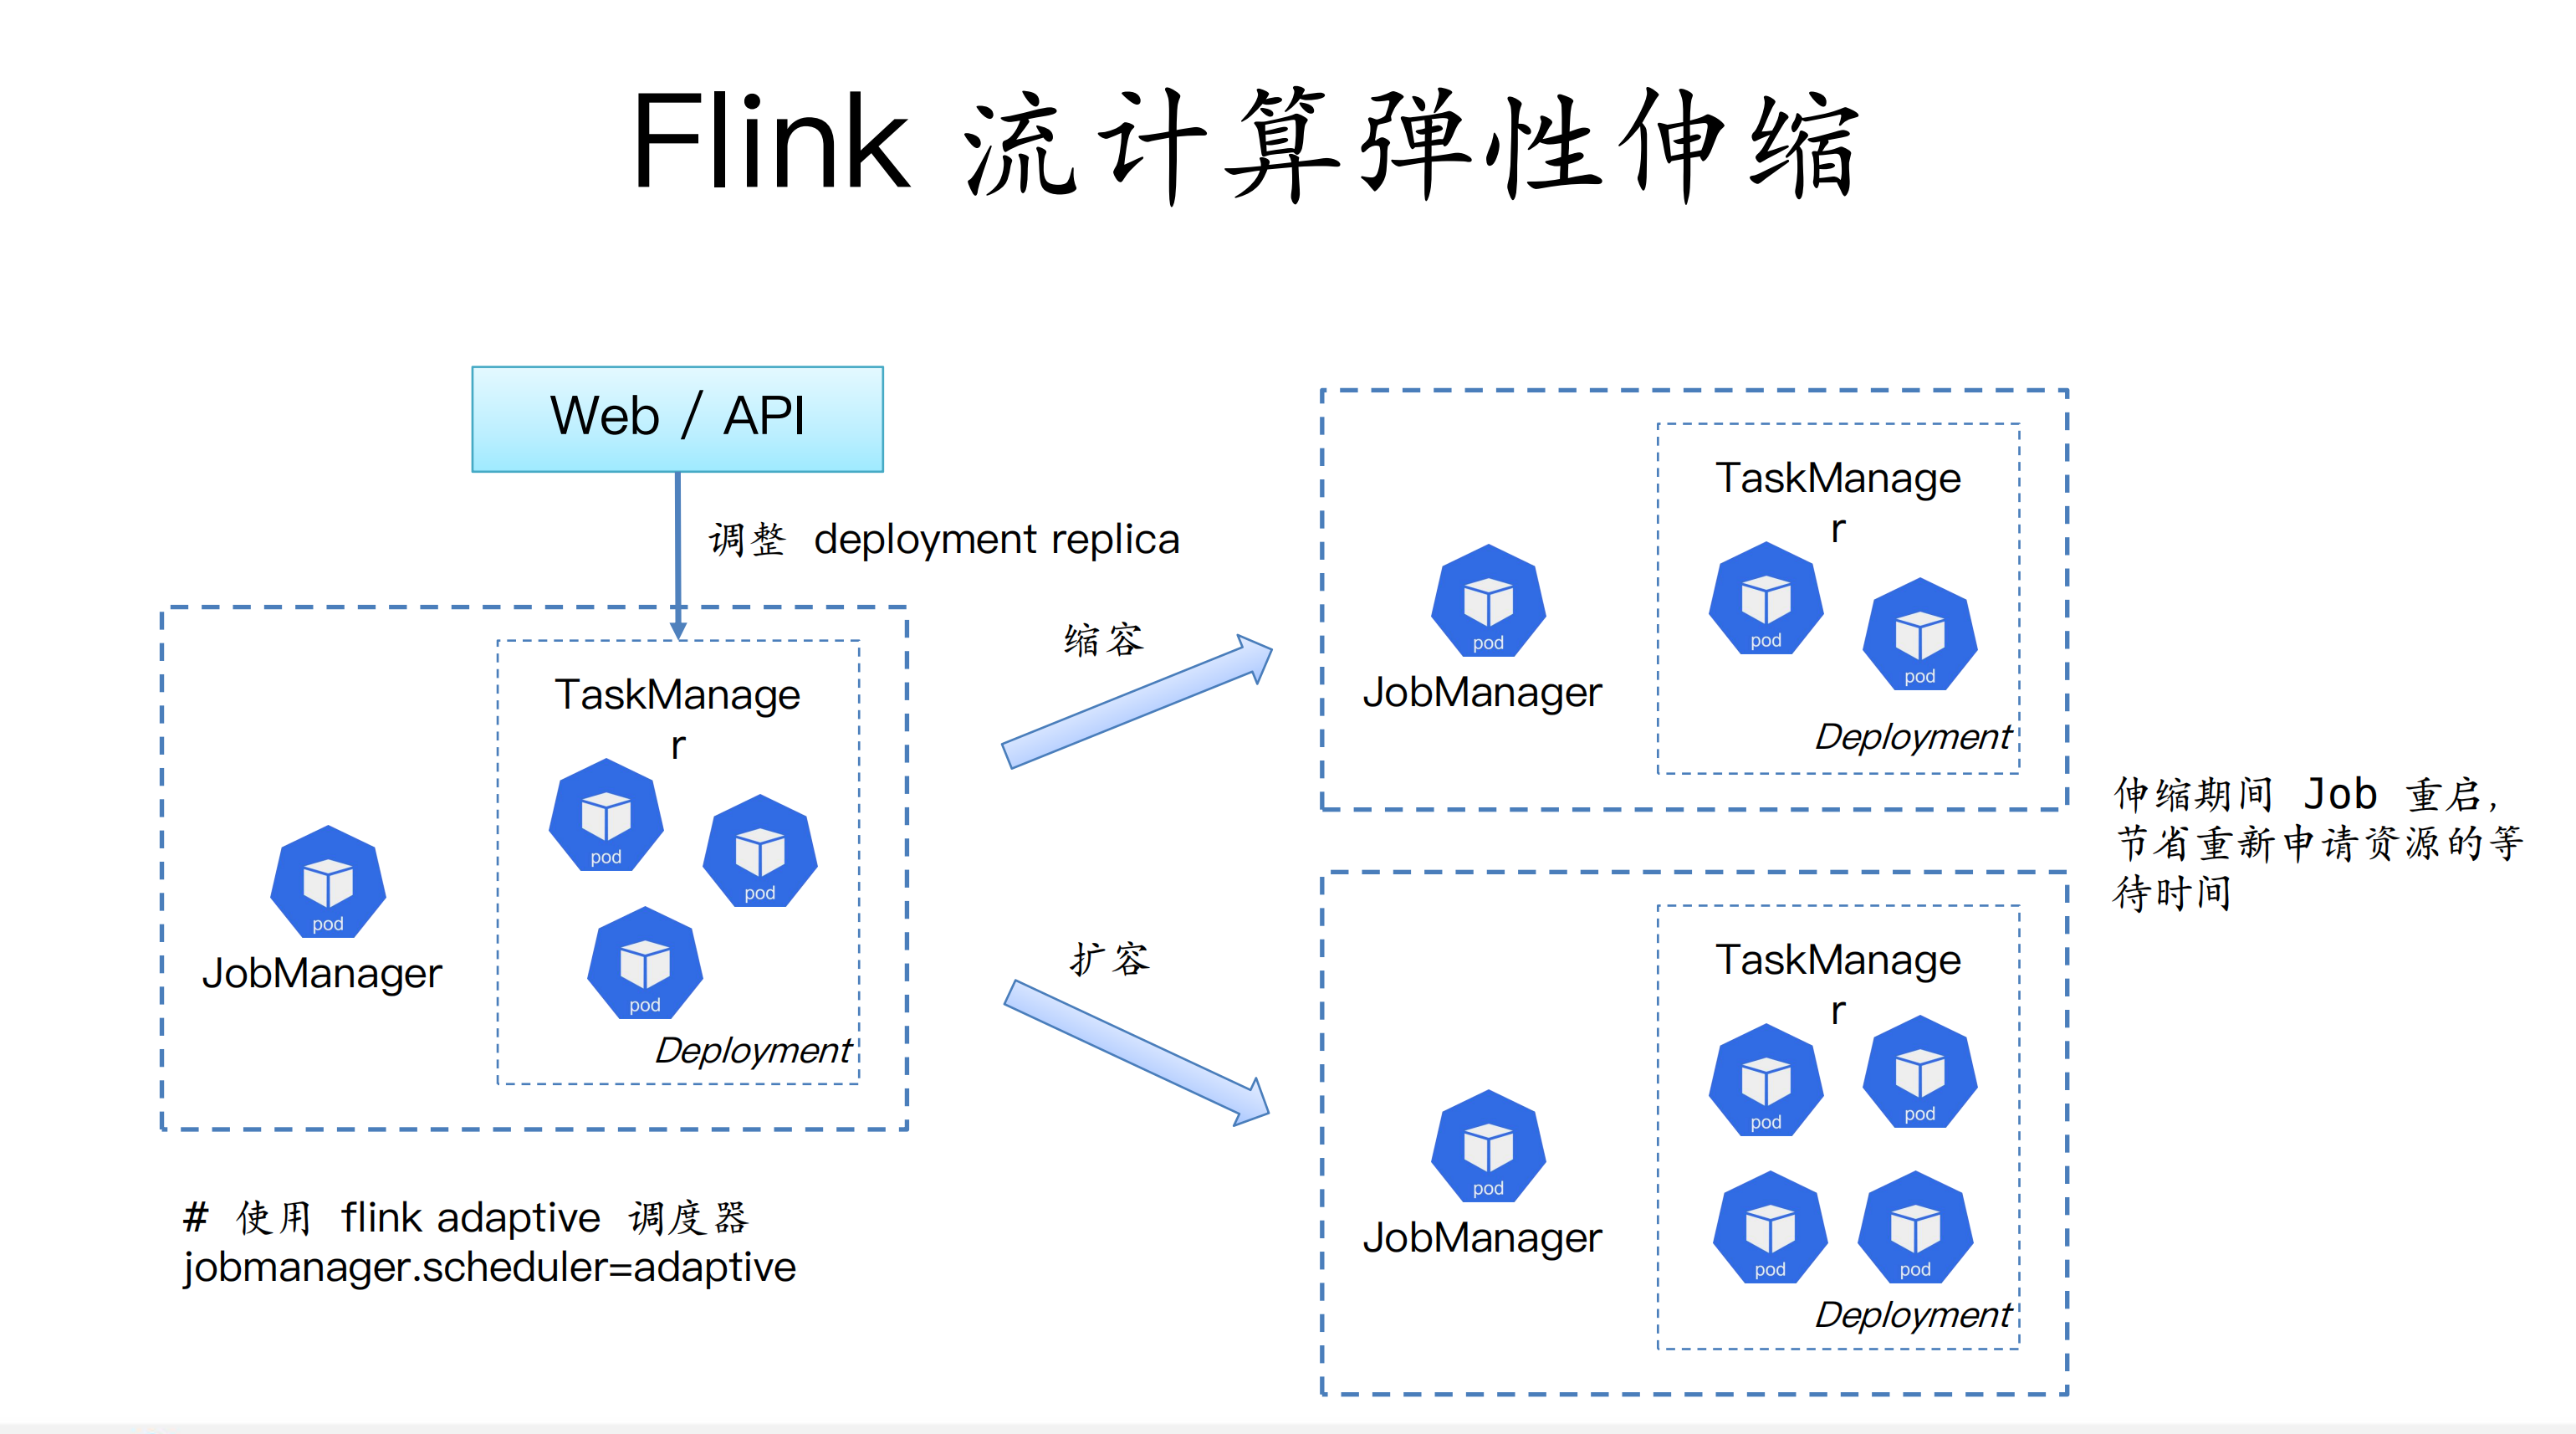 Flink 流计算弹性伸缩
Web / API
调整 deployment replica
TaskManage
r
pod
pod
pod
Deployment
pod
JobManager
# 使用 flink adaptive 调度器
jobmanager.scheduler=adaptive
缩容
扩容
TaskManage
r
pod
pod
Deployment
pod
JobManager
TaskManage
r
pod
pod
pod
pod
Deployment
pod
JobManager
伸缩期间 Job 重启,
节省重新申请资源的等
待时间